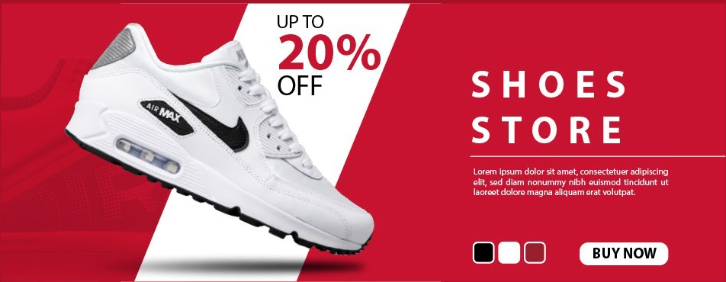 UP TO
20%
OFF
AIR MAX
SHOES
STORE
Lorem ipsum dolor sit amet, consectetuer adipiscing
elit, sed diam nonummy nibh euismod tincidunt ut
laoreet dolore magna aliquam erat volutpat.
BUY NOW